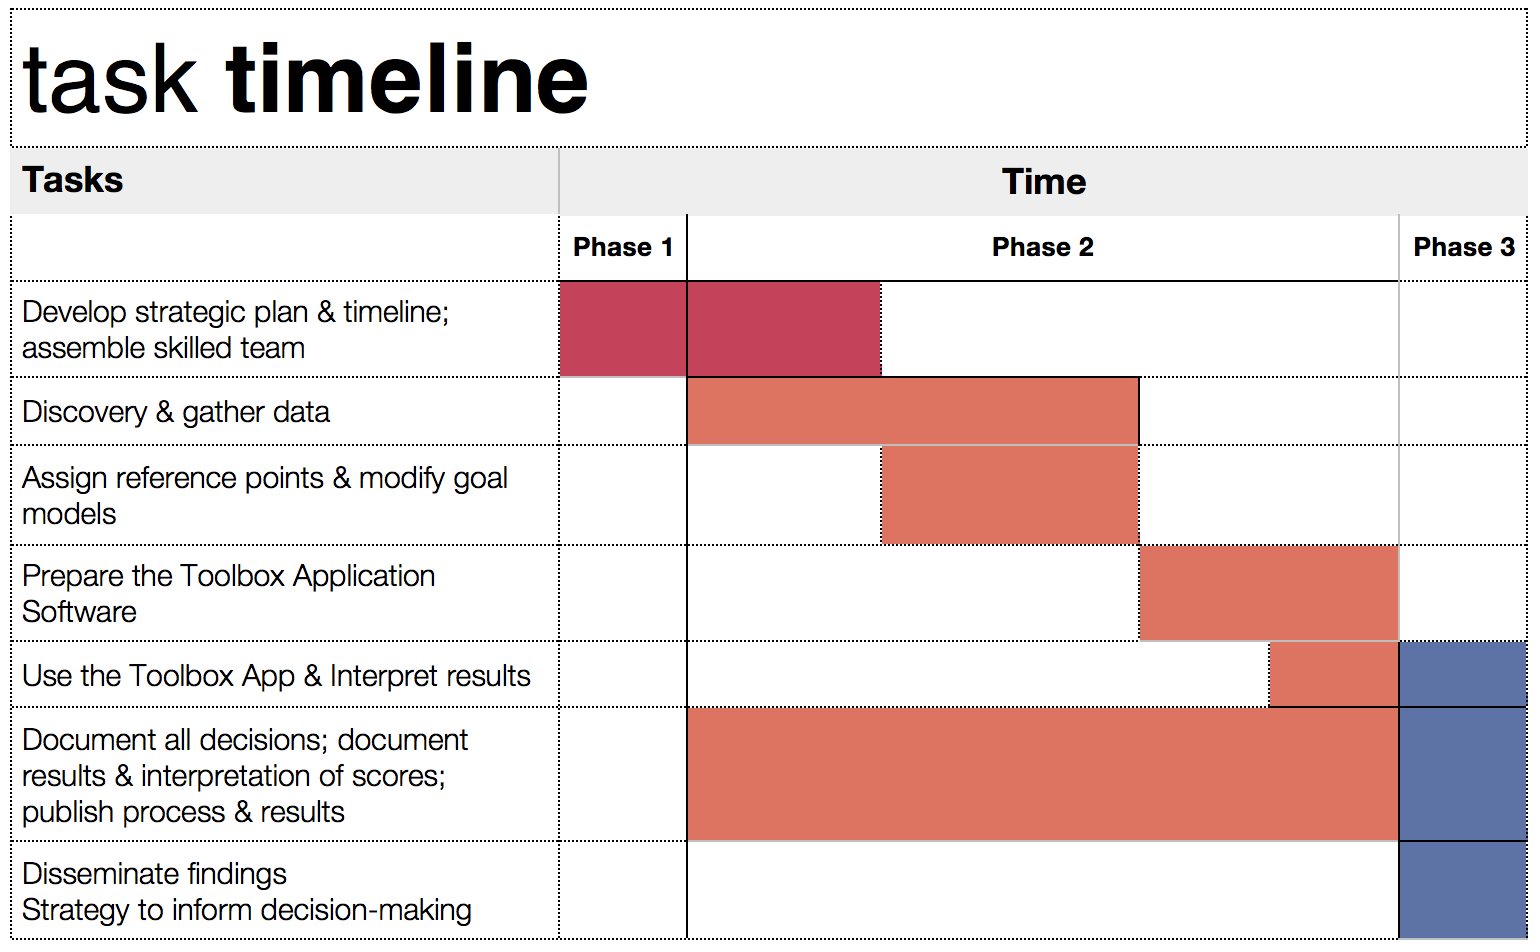 task timeline
Tasks
Time
Phase 1
Phase 2
Phase 3
Develop strategic plan & timeline;
assemble skilled team
Discovery & gather data
Assign reference points & modify goal
models
Prepare the Toolbox Application
Software
Use the Toolbox App & Interpret results
Document all decisions; document
results & interpretation of scores;
publish process & results
Disseminate findings
Strategy to inform decision-making